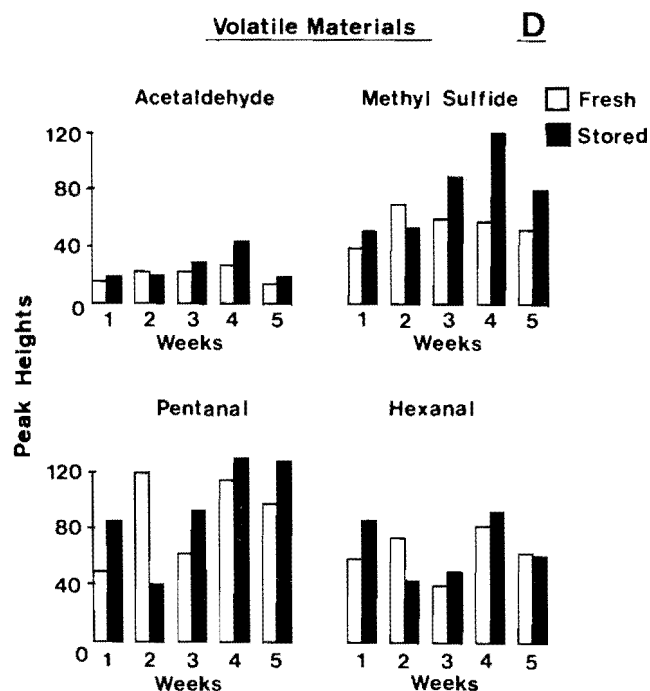 Volatile Materials D
Acetaldehyde
Methyl Sulfide
Fresh
Stored
120
80
40
0
1 2 3 4 5
Weeks
1 2 3 4 5
Weeks
Peak Heights
Pentanal
Hexanal
120
80
40
0
1 2 3 4 5
Weeks
1 2 3 4 5
Weeks